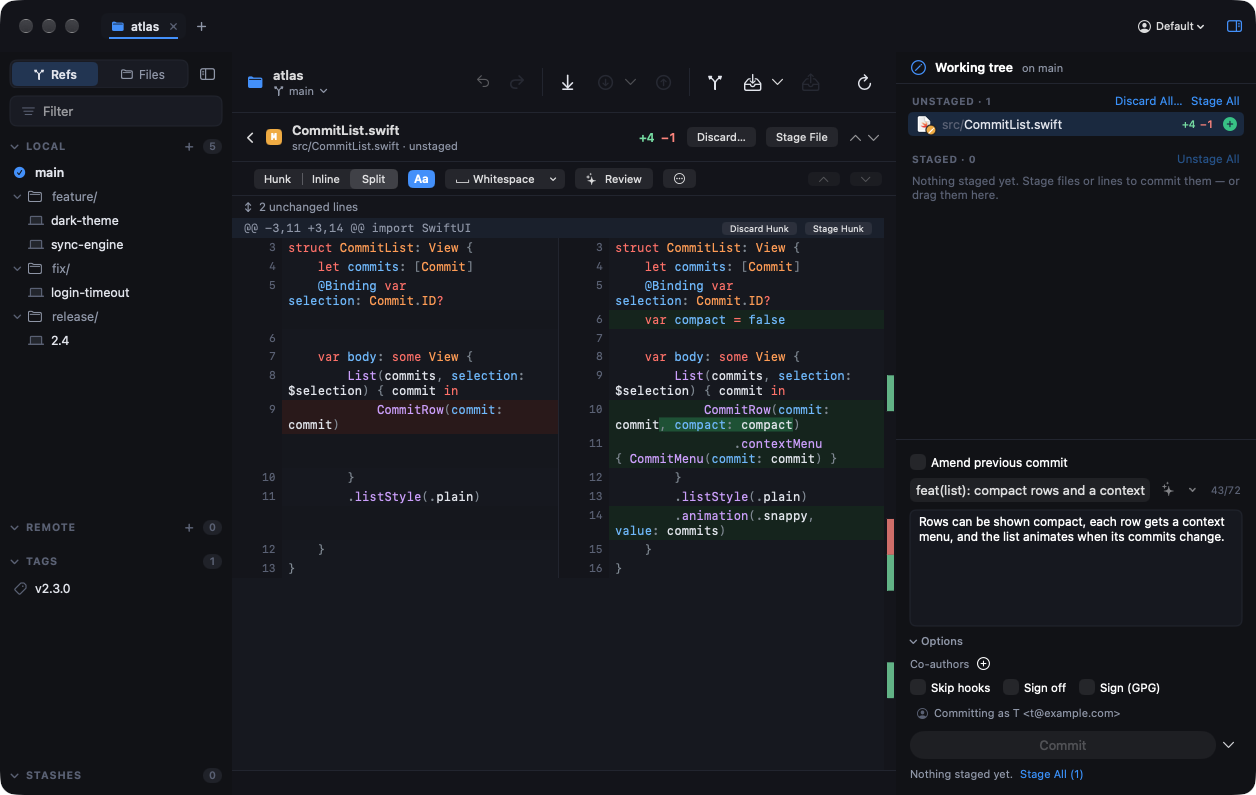 atlas
Default
Refs
Files
Filter
LOCAL
5
main
feature/
dark-theme
sync-engine
fix/
login-timeout
release/
2.4
REMOTE
0
TAGS
1
v2.3.0
STASHES
0
atlas
main
M
CommitList.swift
src/CommitList.swift · unstaged
+4 −1
Discard...
Stage File
Hunk
Inline
Split
Aa
Whitespace
Review
2 unchanged lines
@@ −3,11 +3,14 @@ import SwiftUI
Discard Hunk
Stage Hunk
3 struct CommitList: View {
4 let commits: [Commit]
5 @Binding var
selection: Commit.ID?
6
7 var body: some View {
8 List(commits, selection:
$selection) { commit in
9 CommitRow(commit:
commit)
10 }
11 .listStyle(.plain)
12 }
13 }
3 struct CommitList: View {
4 let commits: [Commit]
5 @Binding var
selection: Commit.ID?
6 var compact = false
7
8 var body: some View {
9 List(commits, selection:
$selection) { commit in
10 CommitRow(commit:
commit, compact: compact)
11 .contextMenu
{ CommitMenu(commit: commit) }
12 }
13 .listStyle(.plain)
14 .animation(.snappy,
value: commits)
15 }
16 }
Working tree on main
UNSTAGED · 1
Discard All...
Stage All
src/CommitList.swift
+4 −1
STAGED · 0
Unstage All
Nothing staged yet. Stage files or lines to commit them — or
drag them here.
Amend previous commit
feat(list): compact rows and a context
43/72
Rows can be shown compact, each row gets a context
menu, and the list animates when its commits change.
Options
Co-authors
Skip hooks
Sign off
Sign (GPG)
Committing as T <t@example.com>
Commit
Nothing staged yet. Stage All (1)